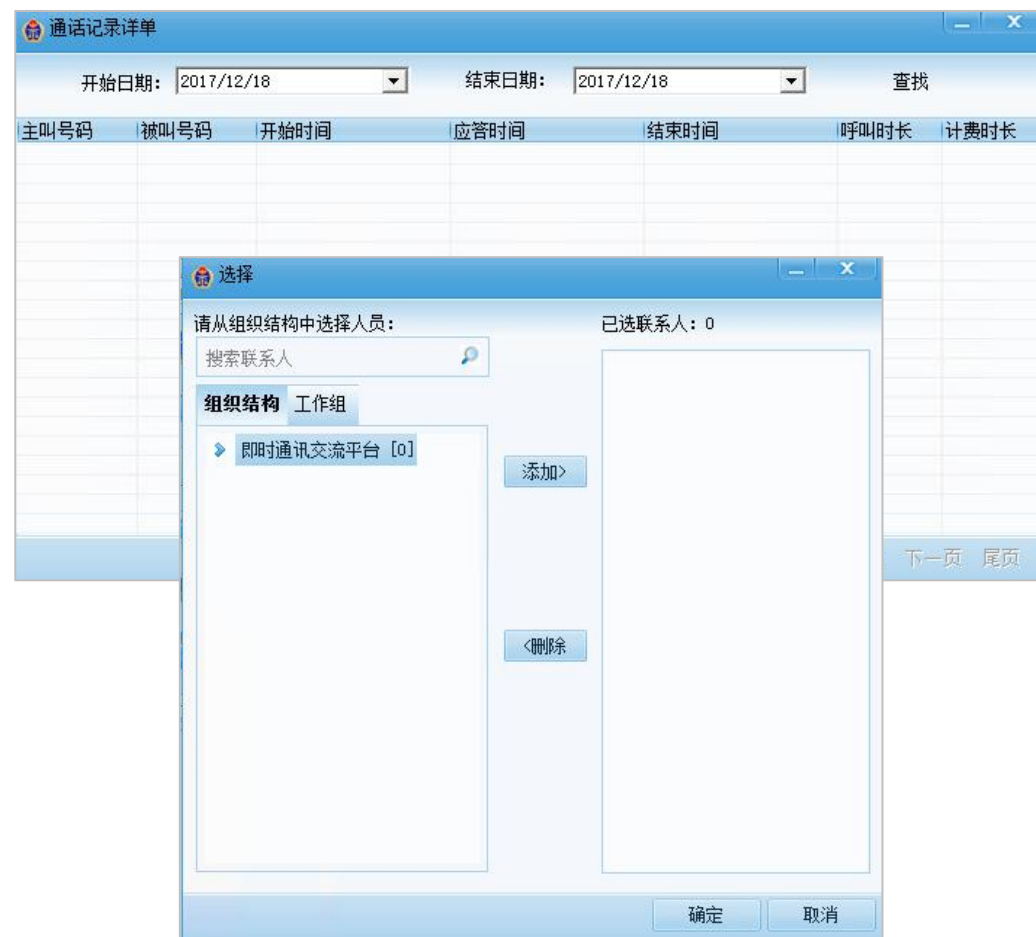 通话记录详单
开始日期: 2017/12/18 结束日期: 2017/12/18 查找
主叫号码 被叫号码 开始时间 应答时间 结束时间 呼叫时长 计费时长
选择
请从组织结构中选择人员: 已选联系人: 0
搜索联系人
组织结构 工作组
即时通讯交流平台 [0]
添加>
<删除
下一页 尾页
确定 取消